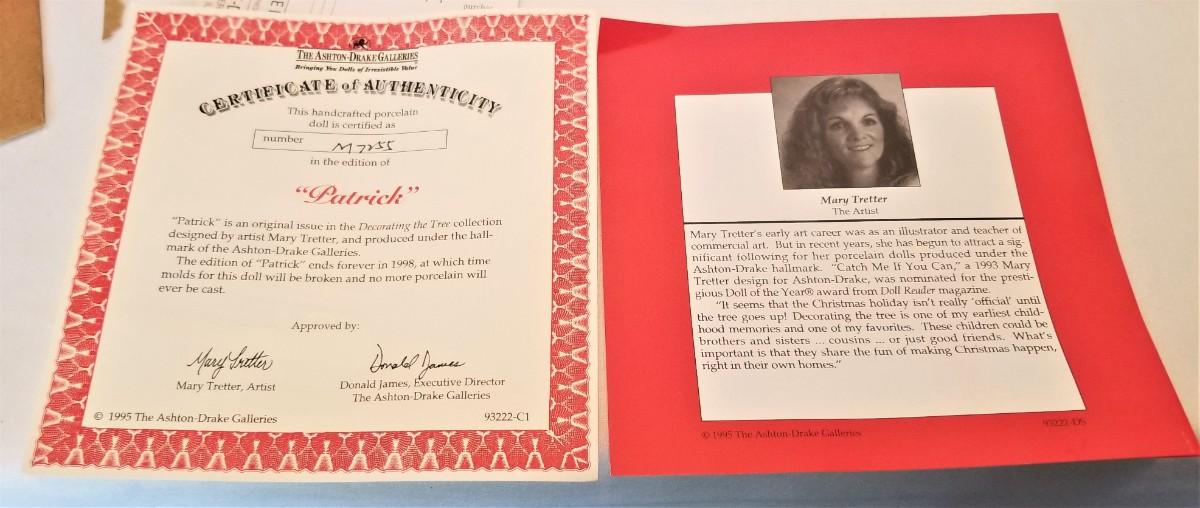 THE ASHTON-DRAKE GALLERIES
Bringing You Dolls of Irresistible Value
CERTIFICATE of AUTHENTICITY
This handcrafted porcelain
doll is certified as
number M7255
in the edition of
“Patrick”
“Patrick” is an original issue in the Decorating the Tree collection
designed by artist Mary Tretter, and produced under the hall-
mark of the Ashton-Drake Galleries.
The edition of “Patrick” ends forever in 1998, at which time
molds for this doll will be broken and no more porcelain will
ever be cast.
Approved by:
Mary Tretter
Donald James
Mary Tretter, Artist
Donald James, Executive Director
The Ashton-Drake Galleries
© 1995 The Ashton-Drake Galleries
93222-C1
Mary Tretter
The Artist
Mary Tretter's early art career was as an illustrator and teacher of
commercial art. But in recent years, she has begun to attract a sig-
nificant following for her porcelain dolls produced under the
Ashton-Drake hallmark. “Catch Me If You Can,” a 1993 Mary
Tretter design for Ashton-Drake, was nominated for the presti-
gious Doll of the Year® award from Doll Reader magazine.
“It seems that the Christmas holiday isn't really ‘official’ until
the tree goes up! Decorating the tree is one of my earliest child-
hood memories and one of my favorites. These children could be
brothers and sisters ... cousins ... or just good friends. What's
important is that they share the fun of making Christmas happen,
right in their own homes.”
© 1995 The Ashton-Drake Galleries